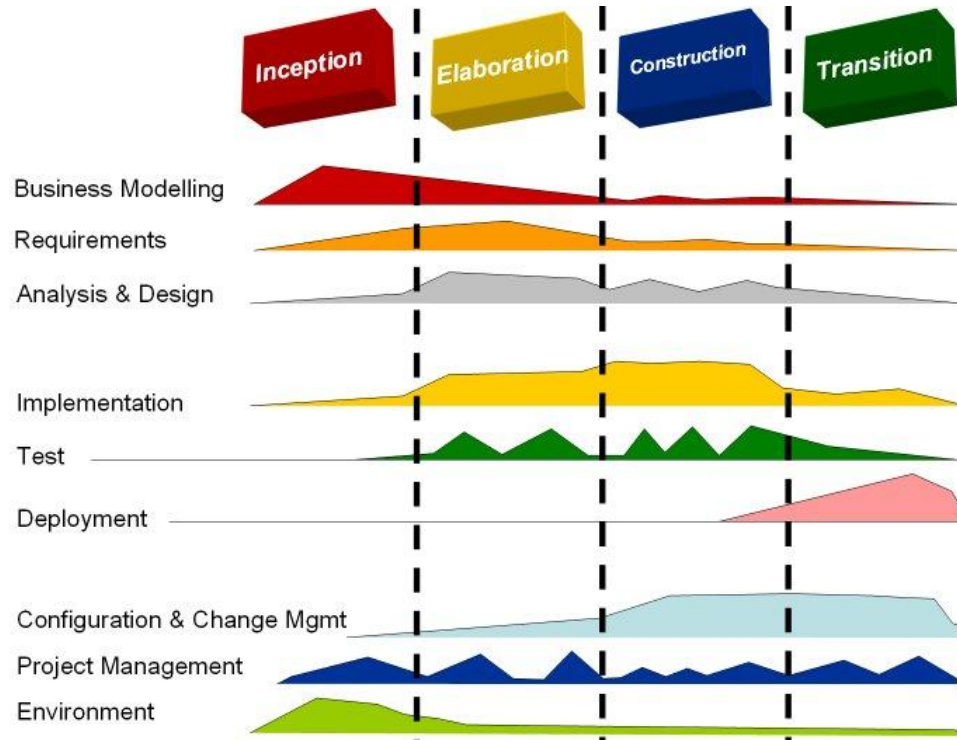 Inception
Elaboration
Construction
Transition
Business Modelling
Requirements
Analysis & Design
Implementation
Test
Deployment
Configuration & Change Mgmt
Project Management
Environment